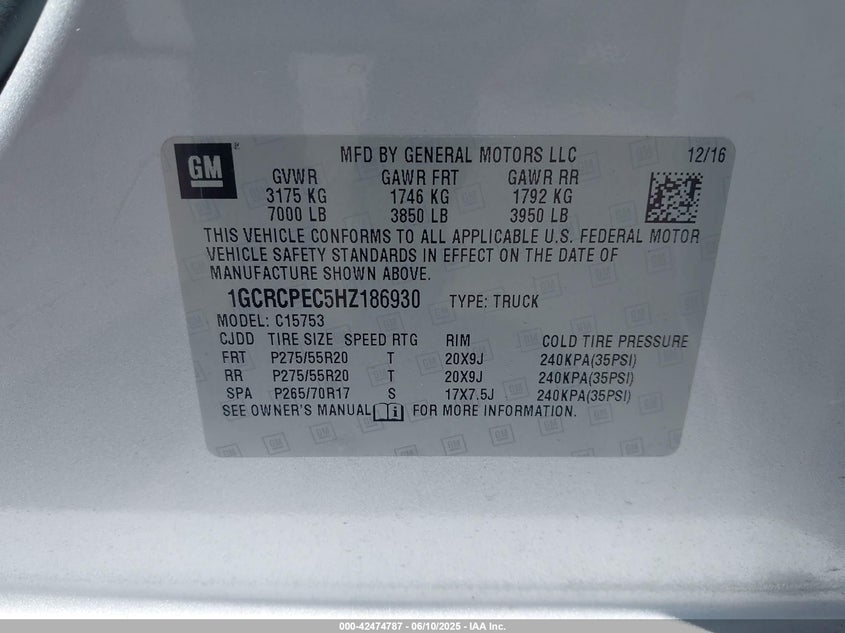 GM
MFD BY GENERAL MOTORS LLC 12/16
GVWR GAWR FRT GAWR RR
3175 KG 1746 KG 1792 KG
7000 LB 3850 LB 3950 LB
THIS VEHICLE CONFORMS TO ALL APPLICABLE U.S. FEDERAL MOTOR
VEHICLE SAFETY STANDARDS IN EFFECT ON THE DATE OF
MANUFACTURE SHOWN ABOVE.
1GCRCPEC5HZ186930 TYPE: TRUCK
MODEL: C15753
CJDD TIRE SIZE SPEED RTG RIM COLD TIRE PRESSURE
FRT P275/55R20 T 20X9J 240KPA(35PSI)
RR P275/55R20 T 20X9J 240KPA(35PSI)
SPA P265/70R17 S 17X7.5J 240KPA(35PSI)
SEE OWNER'S MANUAL FOR MORE INFORMATION.
000-42474787 - 06/10/2025 - IAA Inc.